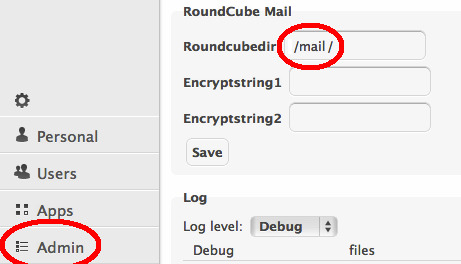 RoundCube Mail
Roundcubedir /mail/
Encryptstring1
Encryptstring2
Save
Personal
Users
Apps
Admin
Log
Log level: Debug
Debug files